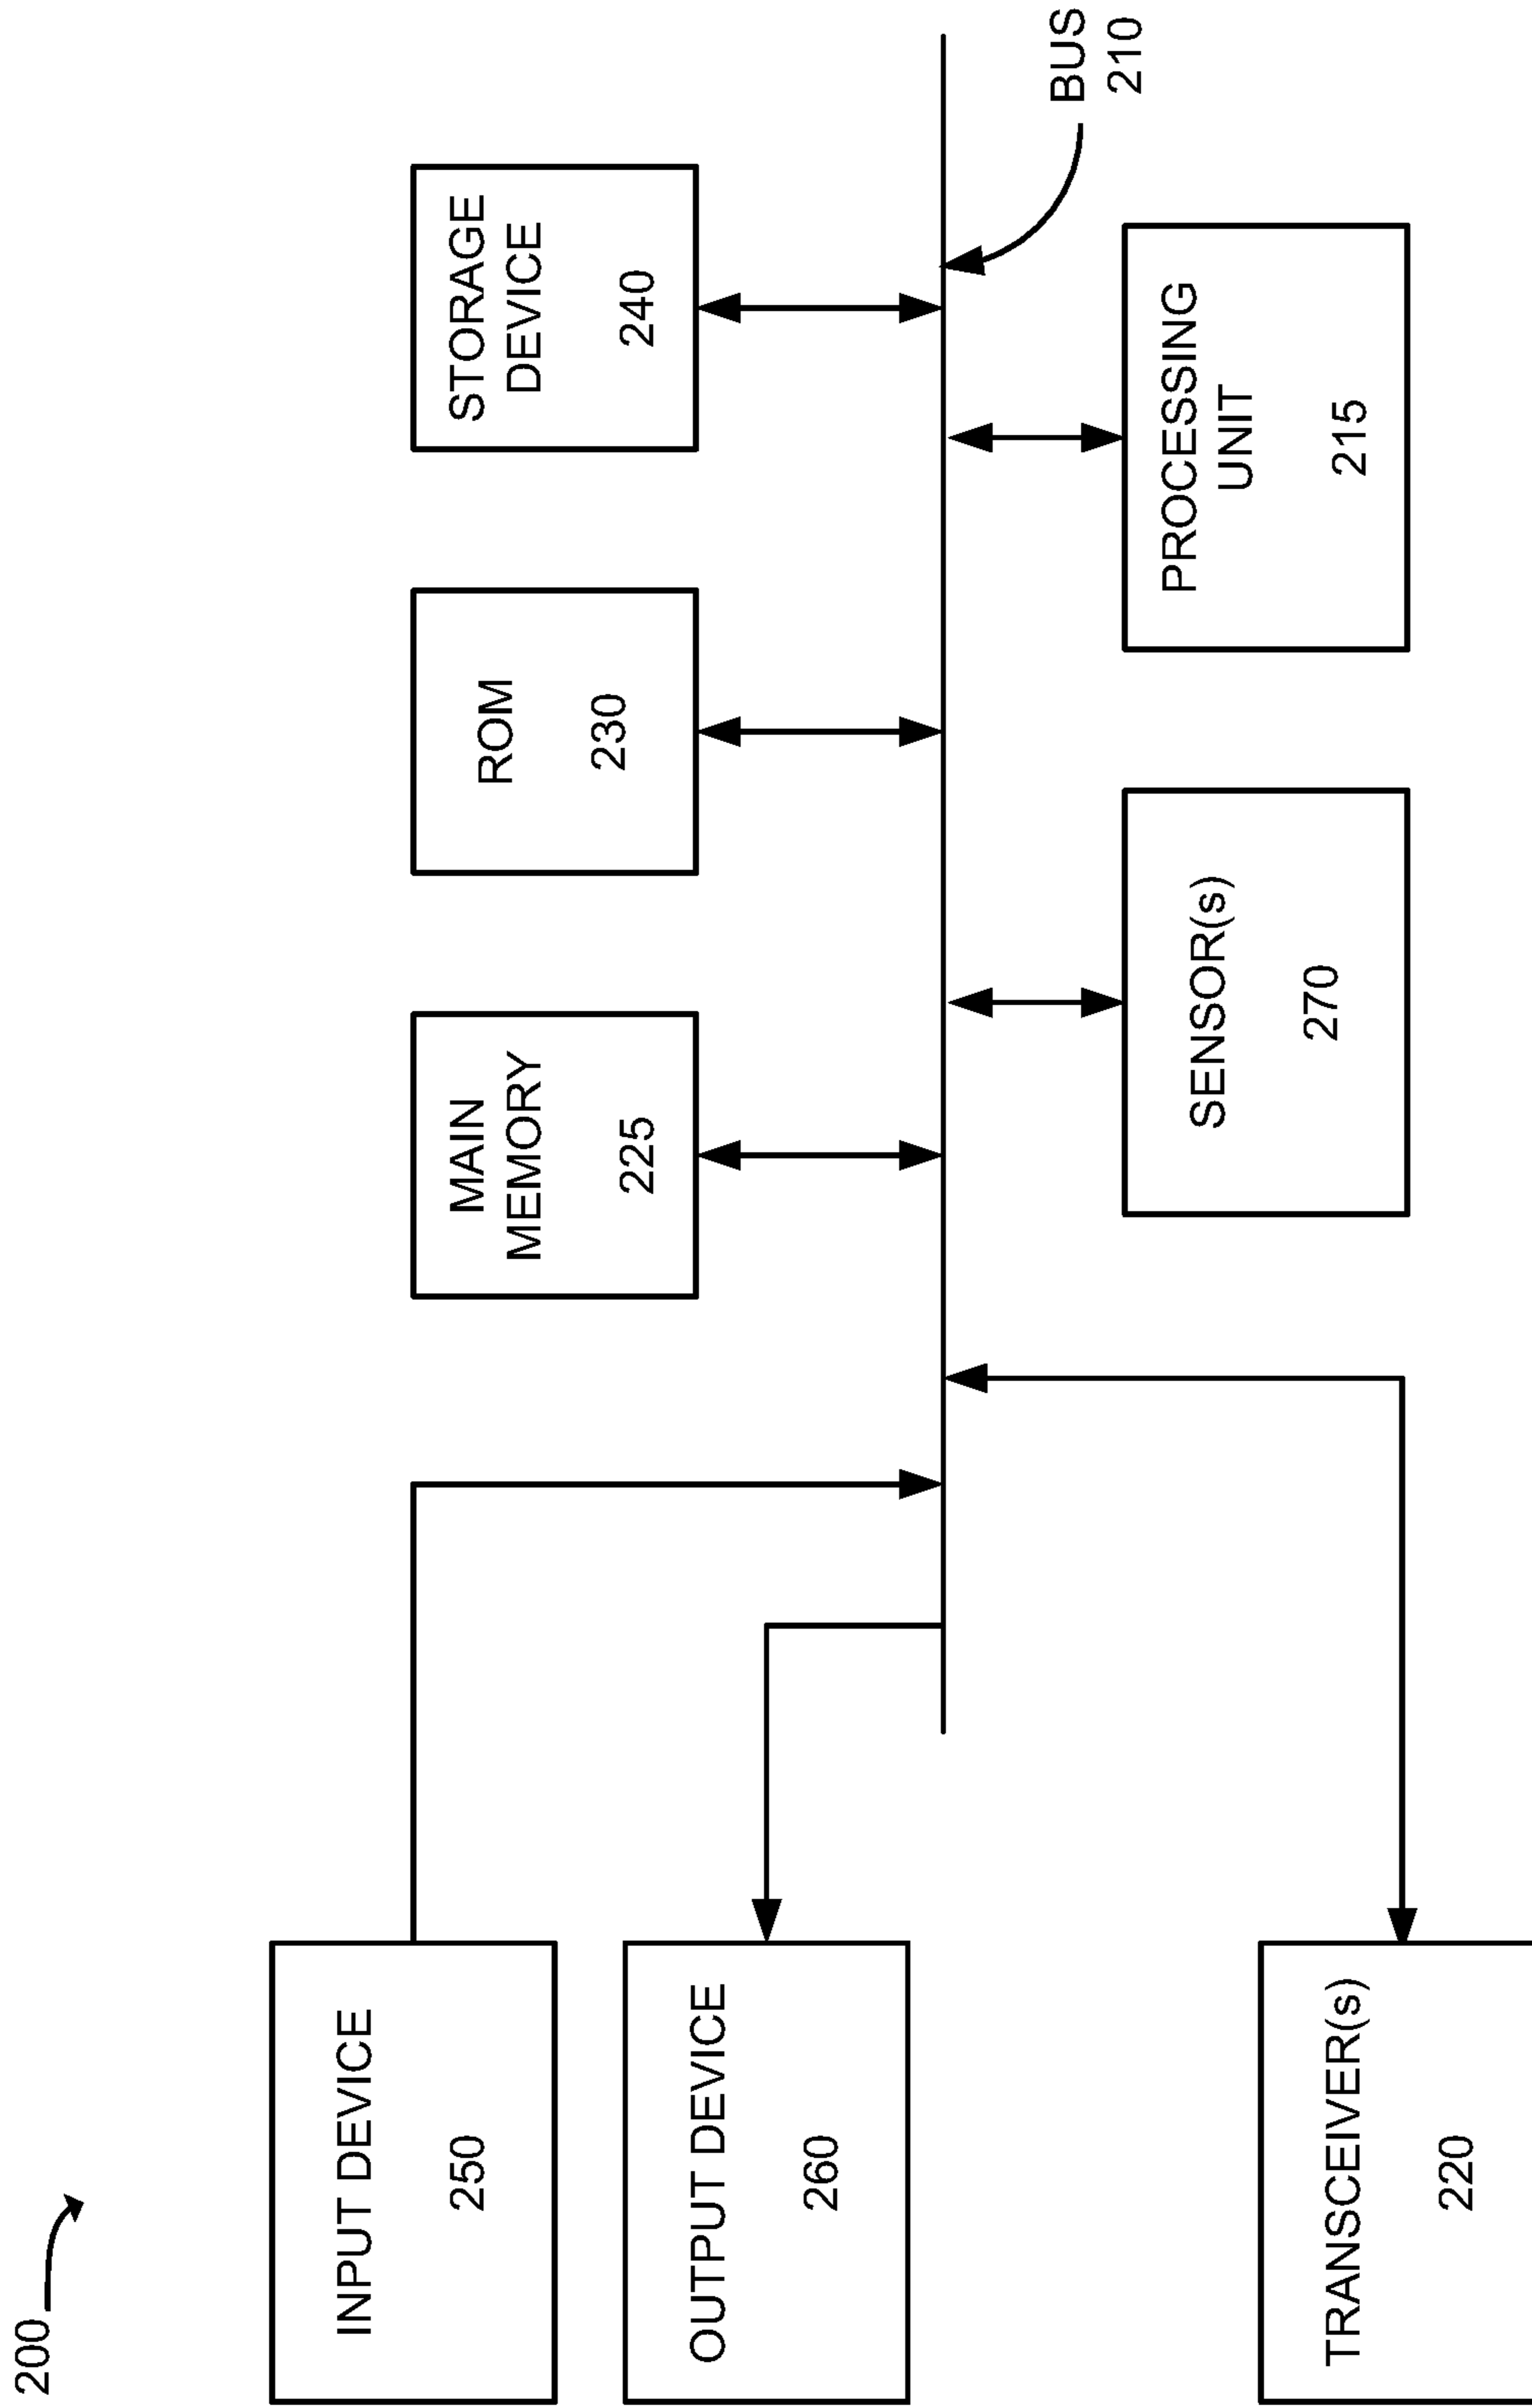 200
INPUT DEVICE
250
OUTPUT DEVICE
260
TRANSCEIVER(s)
220
MAIN
MEMORY
225
ROM
230
STORAGE
DEVICE
240
BUS
210
SENSOR(s)
270
PROCESSING
UNIT
215